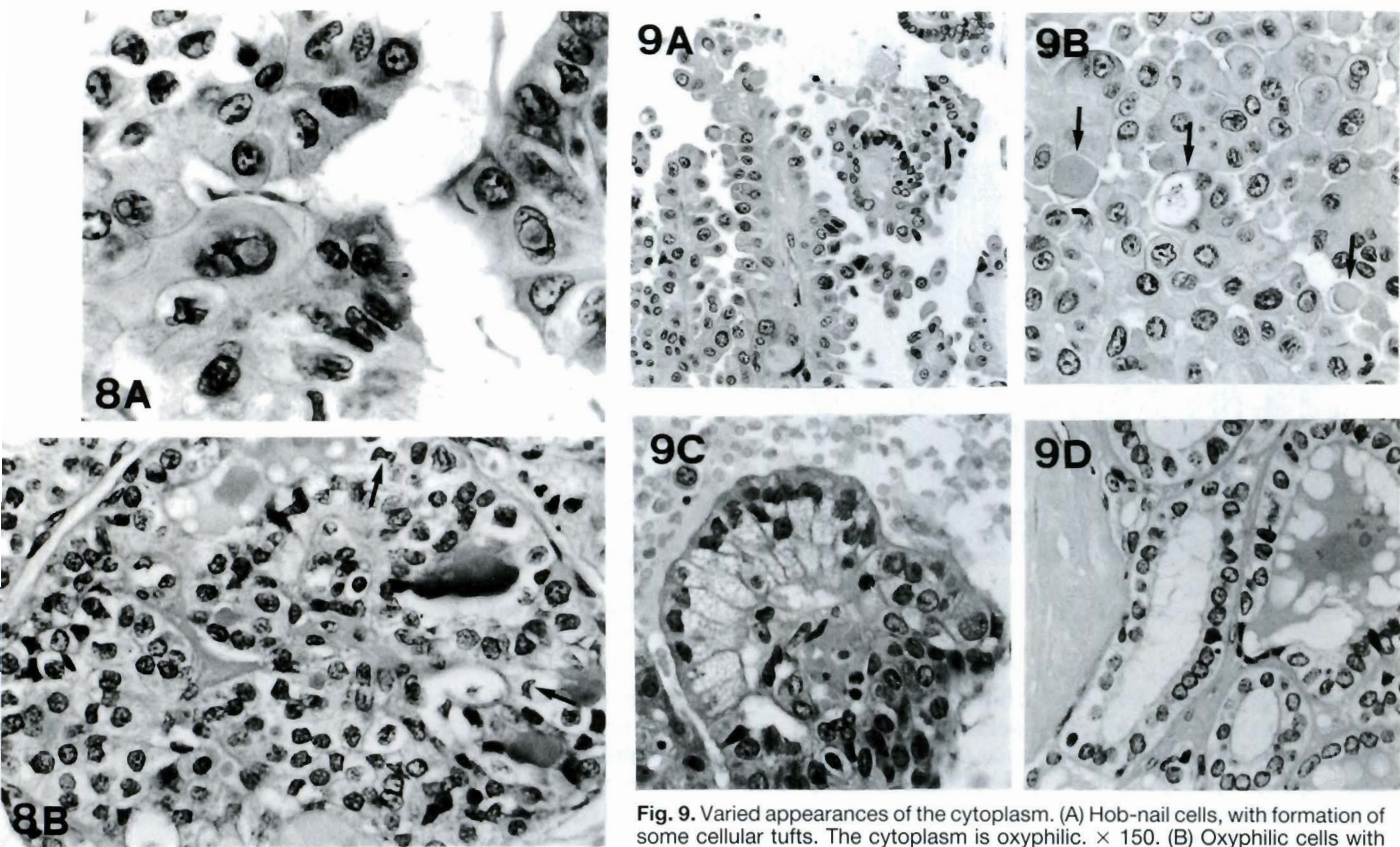 8A
9A
9B
8B
9C
9D
Fig. 9. Varied appearances of the cytoplasm. (A) Hob-nail cells, with formation of
some cellular tufts. The cytoplasm is oxyphilic. × 150. (B) Oxyphilic cells with